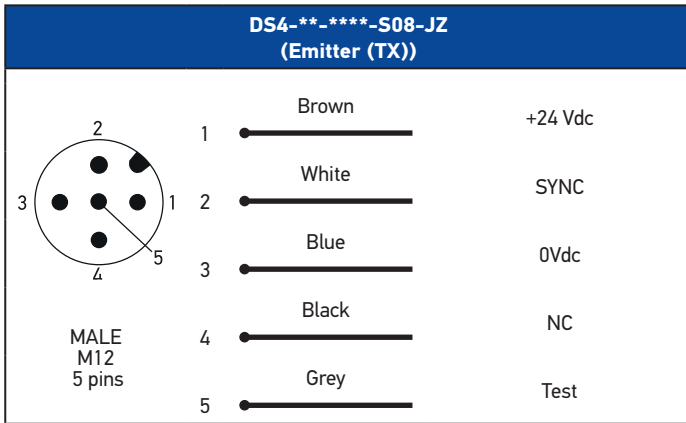 DS4-**-****-S08-JZ
(Emitter (TX))
2
3
1
5
4
MALE
M12
5 pins
1 Brown +24 Vdc
2 White SYNC
3 Blue 0Vdc
4 Black NC
5 Grey Test